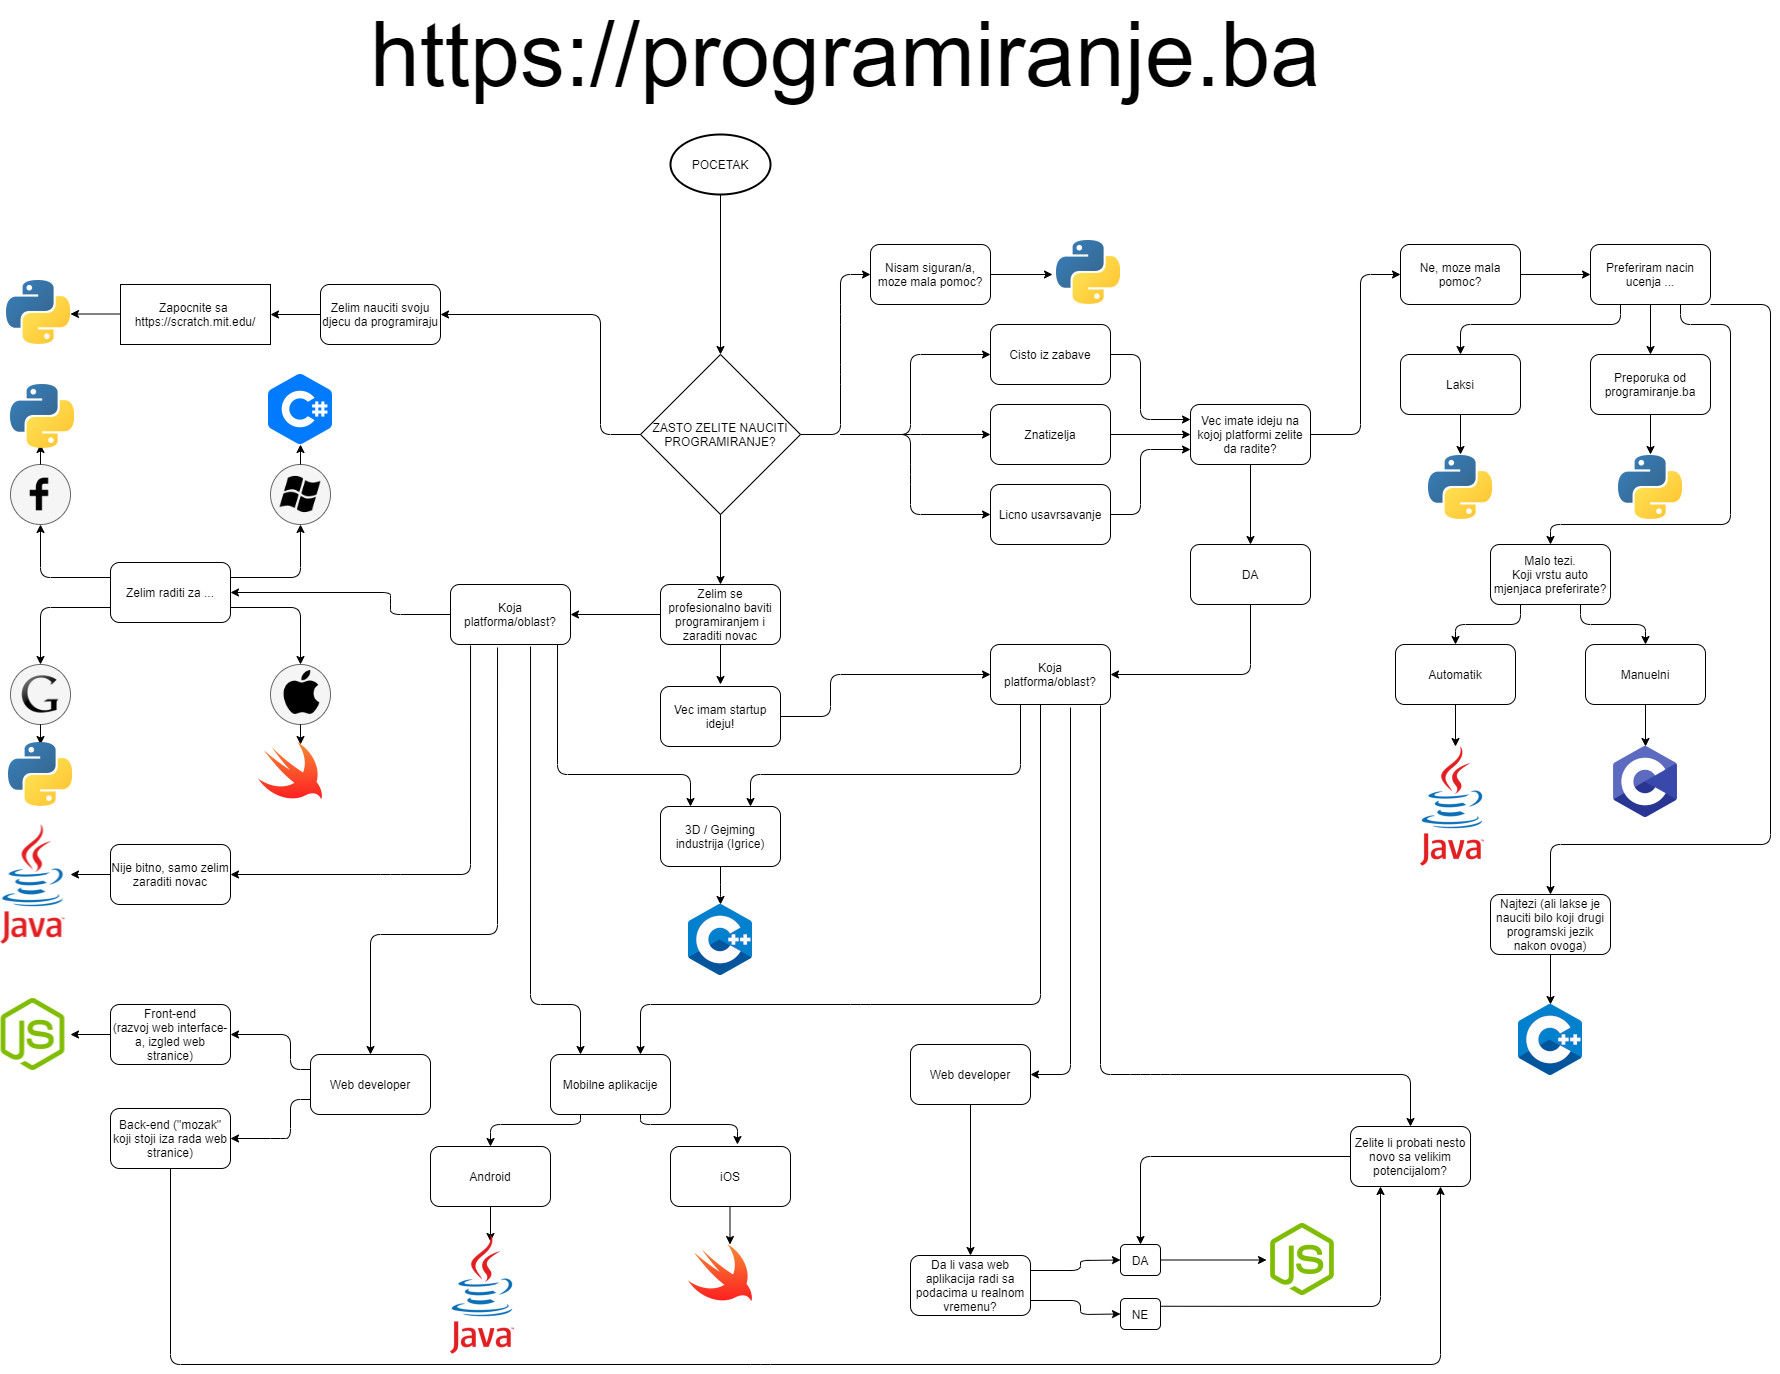 https://programiranje.ba
POCETAK
Nisam siguran/a,
moze mala pomoc?
Ne, moze mala
pomoc?
Preferiram nacin
ucenja ...
Zapocnite sa
https://scratch.mit.edu/
Zelim nauciti svoju
djecu da programiraju
Cisto iz zabave
Laksi
Preporuka od
programiranje.ba
C#
ZASTO ZELITE NAUCITI
PROGRAMIRANJE?
Znatizelja
Vec imate ideju na
kojoj platformi zelite
da radite?
f
Licno usavrsavanje
Zelim raditi za ...
Koja
platforma/oblast?
Zelim se
profesionalno baviti
programiranjem i
zaraditi novac
DA
Malo tezi.
Koji vrstu auto
mjenjaca preferirate?
G
Vec imam startup
ideju!
Koja
platforma/oblast?
Automatik
Manuelni
Java
C
Nije bitno, samo zelim
zaraditi novac
Java
3D / Gejming
industrija (Igrice)
C++
Najtezi (ali lakse je
nauciti bilo koji drugi
programski jezik
nakon ovoga)
C++
JS
Front-end
(razvoj web interface-
a, izgled web
stranice)
Web developer
Mobilne aplikacije
Web developer
Back-end ("mozak"
koji stoji iza rada web
stranice)
Zelite li probati nesto
novo sa velikim
potencijalom?
Android
iOS
Java
Da li vasa web
aplikacija radi sa
podacima u realnom
vremenu?
DA
JS
NE